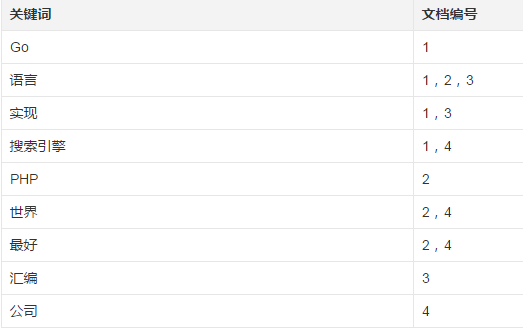 关键词 文档编号
Go 1
语言 1，2，3
实现 1，3
搜索引擎 1，4
PHP 2
世界 2，4
最好 2，4
汇编 3
公司 4